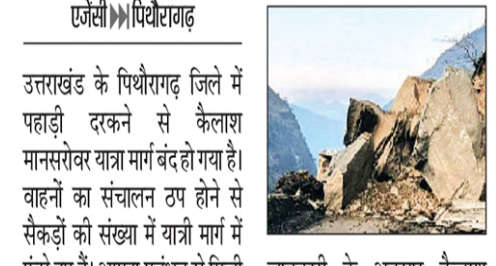 एजेंसी ▶▶ पिथौरागढ़
उत्तराखंड के पिथौरागढ़ जिले में
पहाड़ी दरकने से कैलाश
मानसरोवर यात्रा मार्ग बंद हो गया है।
वाहनों का संचालन ठप होने से
सैकड़ों की संख्या में यात्री मार्ग में